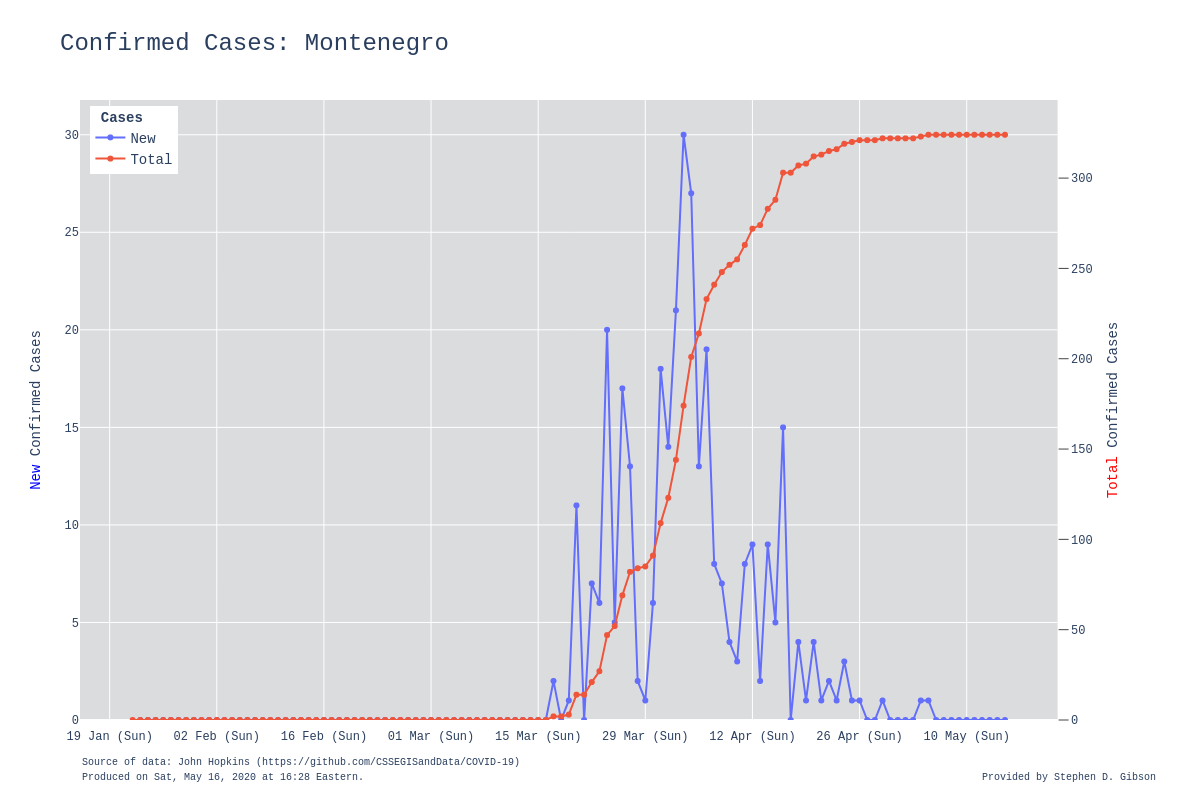 Confirmed Cases: Montenegro
Cases
New
Total
30
25
20
15
10
5
0
New Confirmed Cases
300
250
200
150
100
50
0
Total Confirmed Cases
19 Jan (Sun) 02 Feb (Sun) 16 Feb (Sun) 01 Mar (Sun) 15 Mar (Sun) 29 Mar (Sun) 12 Apr (Sun) 26 Apr (Sun) 10 May (Sun)
Source of data: John Hopkins (https://github.com/CSSEGISandData/COVID-19)
Produced on Sat, May 16, 2020 at 16:28 Eastern.
Provided by Stephen D. Gibson